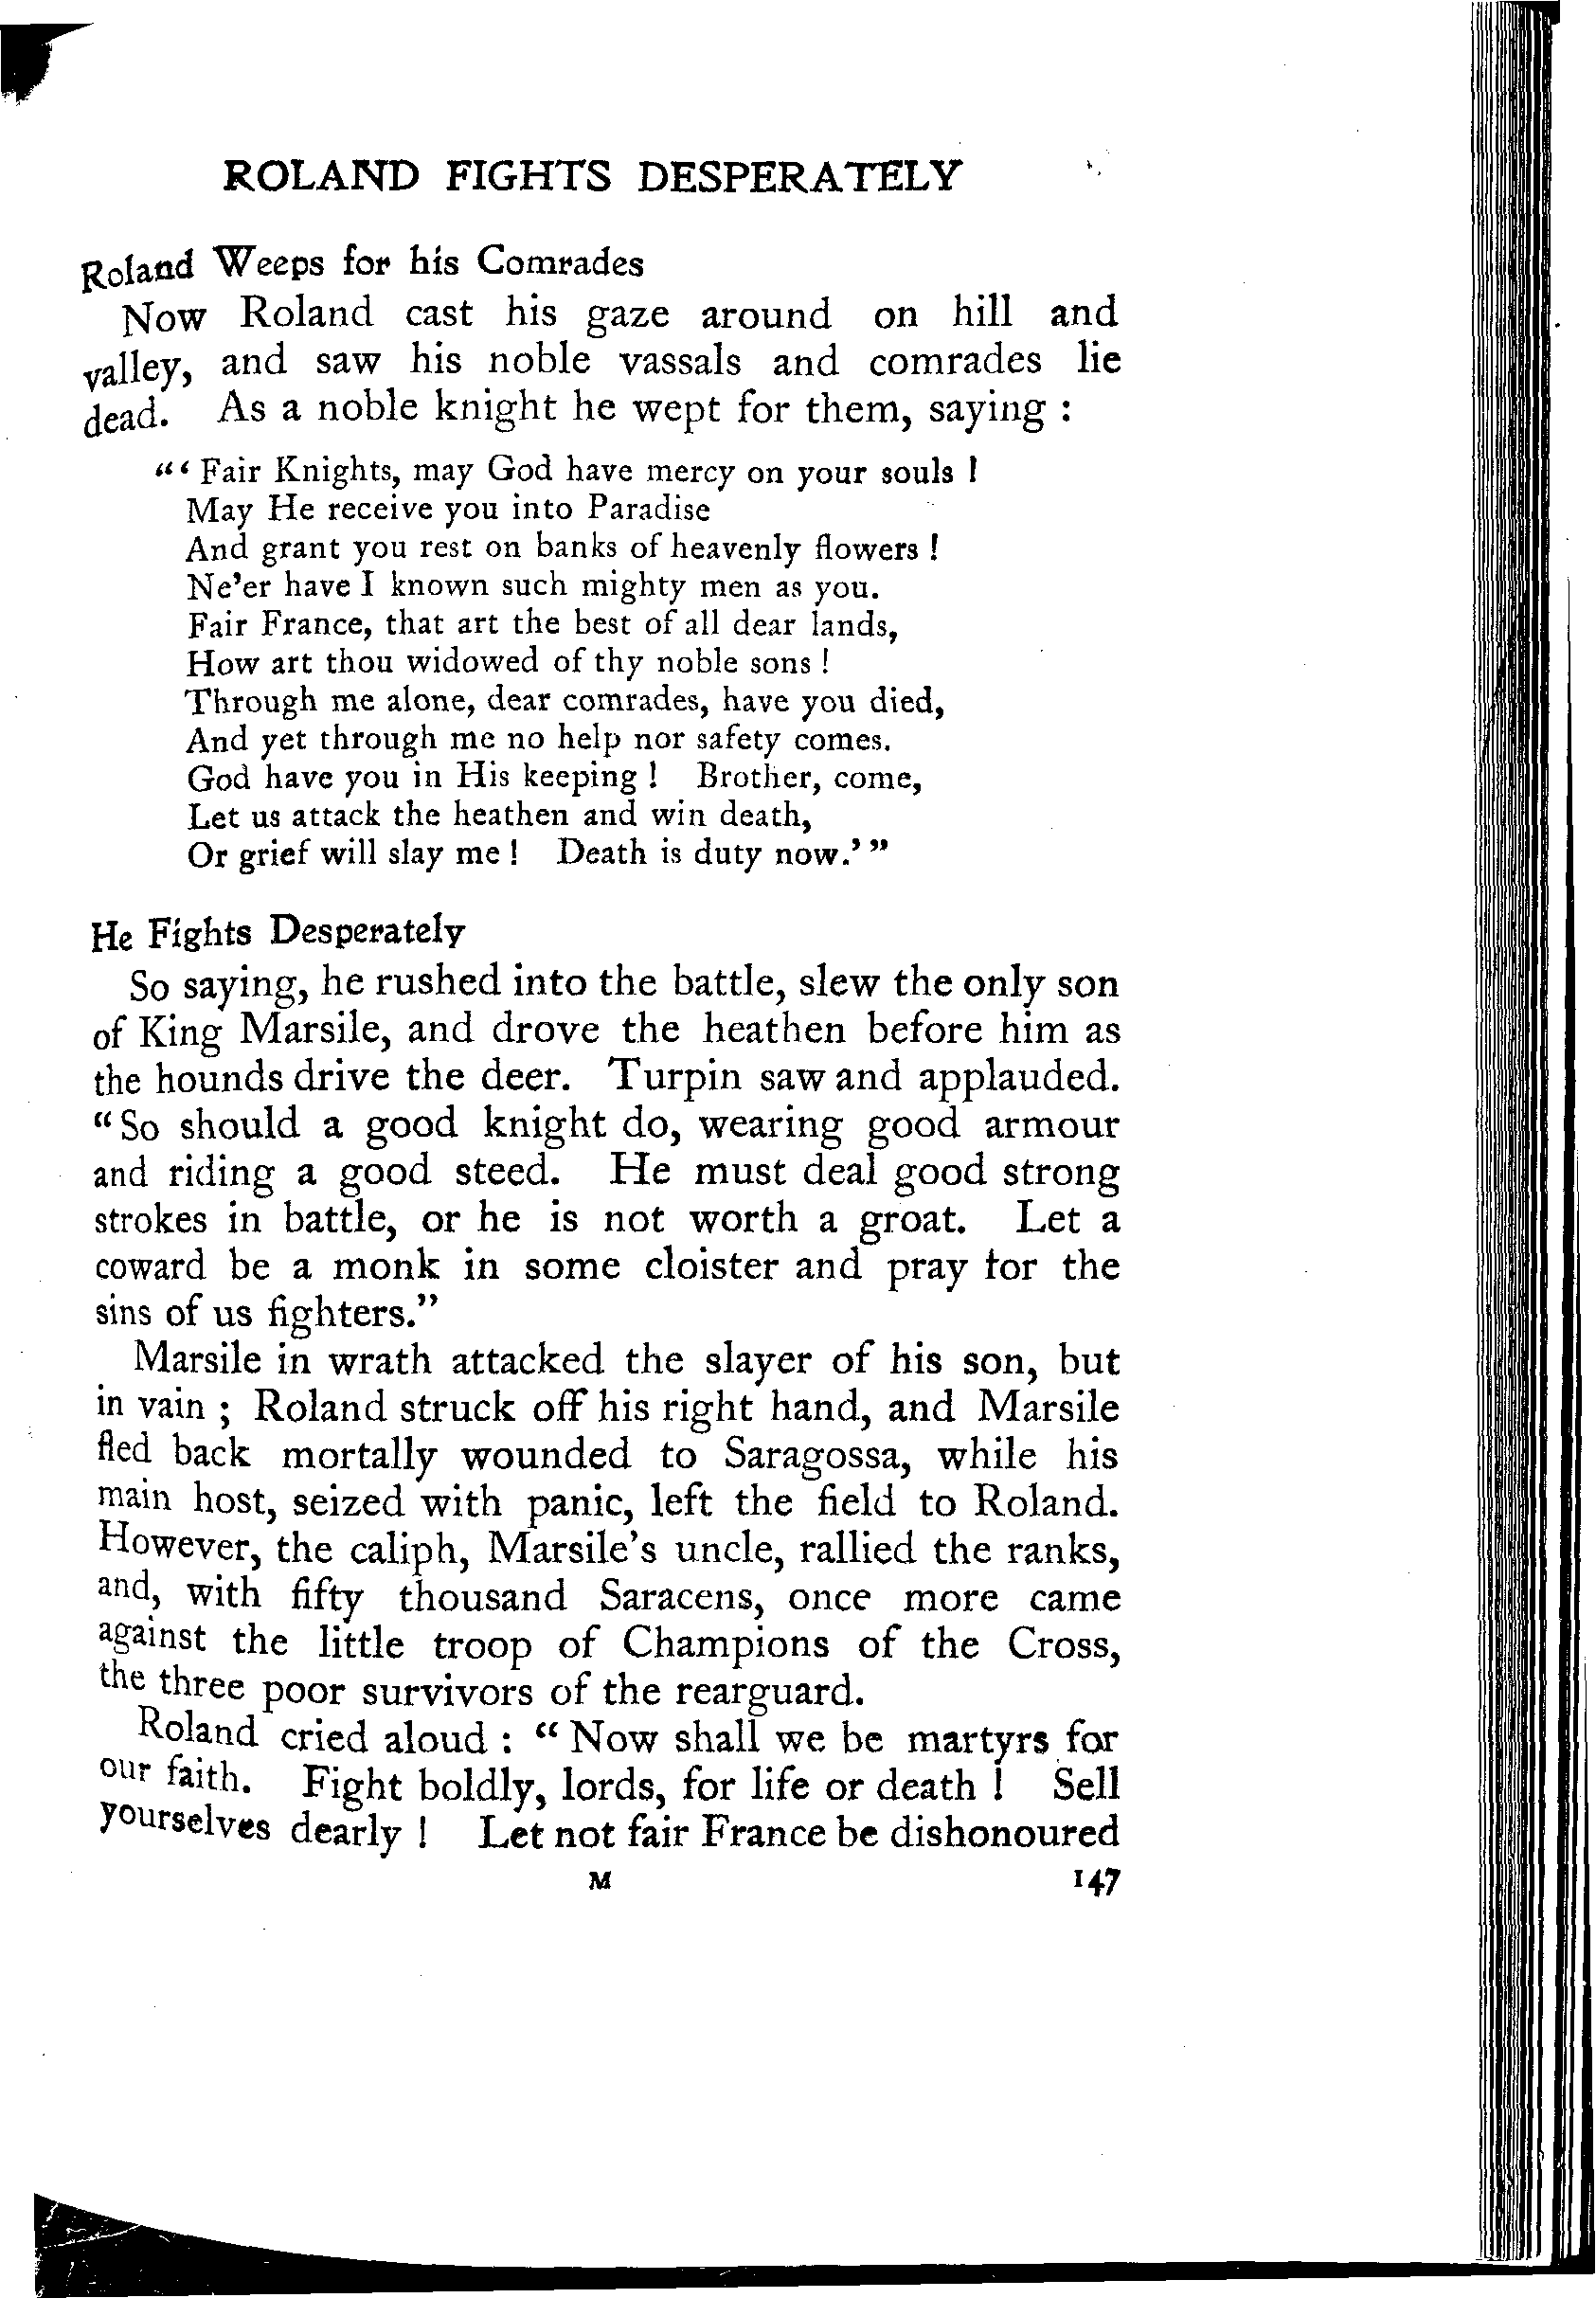 ROLAND FIGHTS DESPERATELY
Roland Weeps for his Comrades
Now Roland cast his gaze around on hill and
valley, and saw his noble vassals and comrades lie
dead. As a noble knight he wept for them, saying :
"‘ Fair Knights, may God have mercy on your souls !
May He receive you into Paradise
And grant you rest on banks of heavenly flowers !
Ne'er have I known such mighty men as you.
Fair France, that art the best of all dear lands,
How art thou widowed of thy noble sons !
Through me alone, dear comrades, have you died,
And yet through me no help nor safety comes.
God have you in His keeping ! Brother, come,
Let us attack the heathen and win death,
Or grief will slay me ! Death is duty now.’ ”
He Fights Desperately
So saying, he rushed into the battle, slew the only son
of King Marsile, and drove the heathen before him as
the hounds drive the deer. Turpin saw and applauded.
“So should a good knight do, wearing good armour
and riding a good steed. He must deal good strong
strokes in battle, or he is not worth a groat. Let a
coward be a monk in some cloister and pray for the
sins of us fighters.”
Marsile in wrath attacked the slayer of his son, but
in vain ; Roland struck off his right hand, and Marsile
fled back mortally wounded to Saragossa, while his
main host, seized with panic, left the field to Roland.
However, the caliph, Marsile's uncle, rallied the ranks,
and, with fifty thousand Saracens, once more came
against the little troop of Champions of the Cross,
the three poor survivors of the rearguard.
Roland cried aloud : “ Now shall we be martyrs for
our faith. Fight boldly, lords, for life or death ! Sell
yourselves dearly ! Let not fair France be dishonoured
M 147